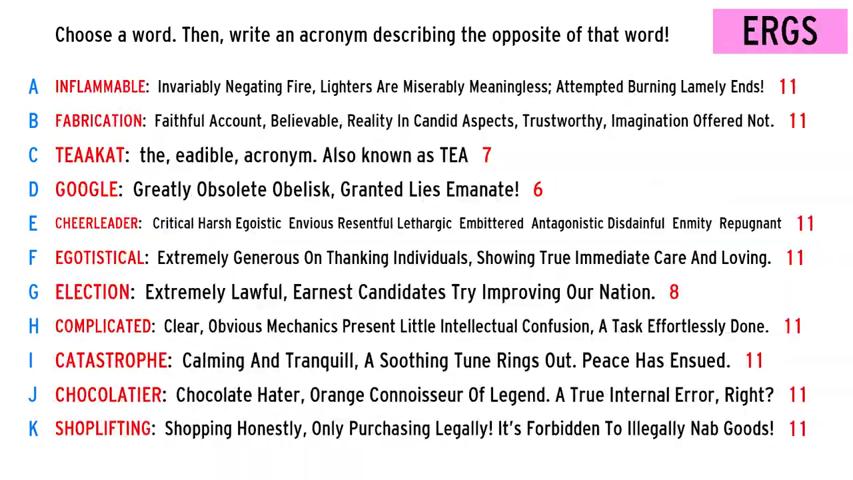 Choose a word. Then, write an acronym describing the opposite of that word!
ERGS
A INFLAMMABLE: Invariably Negating Fire, Lighters Are Miserably Meaningless; Attempted Burning Lamely Ends! 11
B FABRICATION: Faithful Account, Believable, Reality In Candid Aspects, Trustworthy, Imagination Offered Not. 11
C TEAAKAT: the, eadible, acronym. Also known as TEA 7
D GOOGLE: Greatly Obsolete Obelisk, Granted Lies Emanate! 6
E CHEERLEADER: Critical Harsh Egoistic Envious Resentful Lethargic Embittered Antagonistic Disdainful Enmity Repugnant 11
F EGOTISTICAL: Extremely Generous On Thanking Individuals, Showing True Immediate Care And Loving. 11
G ELECTION: Extremely Lawful, Earnest Candidates Try Improving Our Nation. 8
H COMPLICATED: Clear, Obvious Mechanics Present Little Intellectual Confusion, A Task Effortlessly Done. 11
I CATASTROPHE: Calming And Tranquill, A Soothing Tune Rings Out. Peace Has Ensued. 11
J CHOCOLATIER: Chocolate Hater, Orange Connoisseur Of Legend. A True Internal Error, Right? 11
K SHOPLIFTING: Shopping Honestly, Only Purchasing Legally! It's Forbidden To Illegally Nab Goods! 11